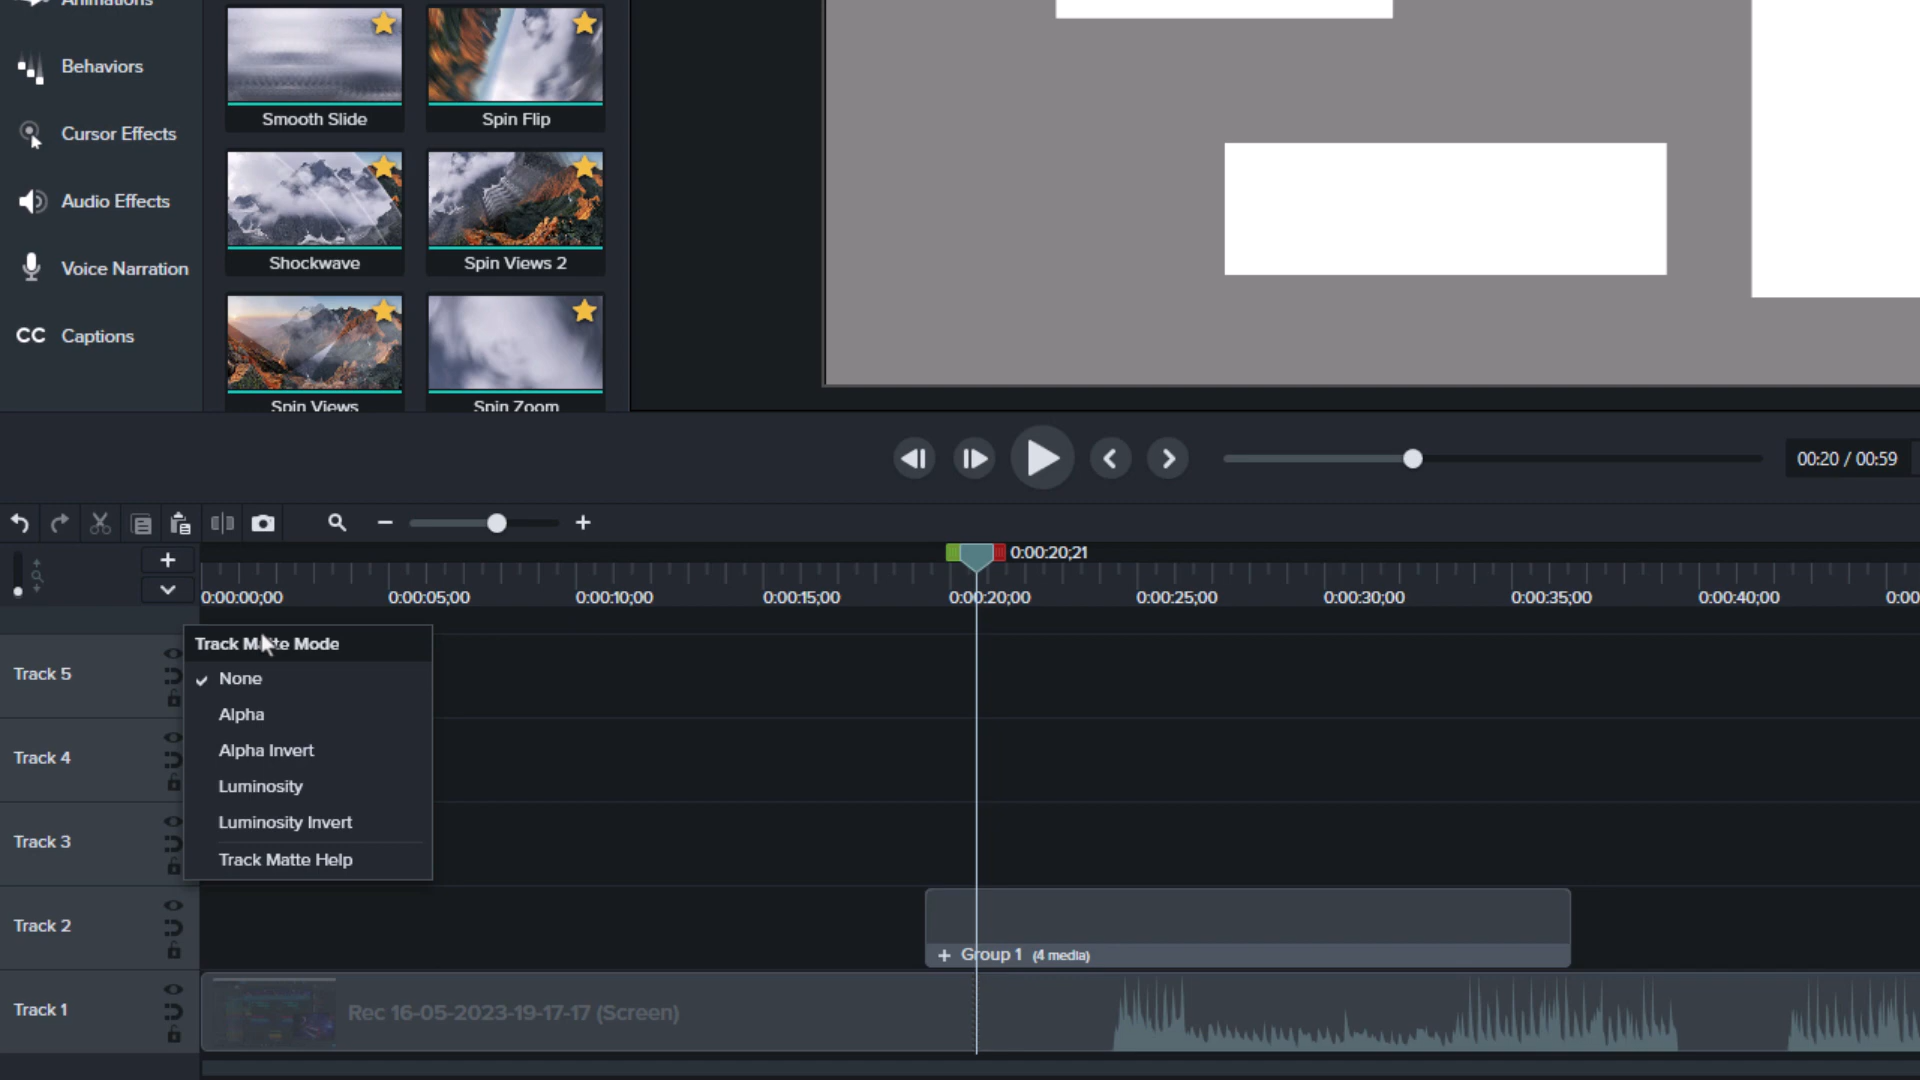 Animations
Behaviors
Cursor Effects
Audio Effects
Voice Narration
CC Captions
Smooth Slide
Spin Flip
Shockwave
Spin Views 2
Spin Views
Spin Zoom
00:20 / 00:59
0:00:20;21
0:00:00;00
0:00:05;00
0:00:10;00
0:00:15;00
0:00:20;00
0:00:25;00
0:00:30;00
0:00:35;00
0:00:40;00
0:00
Track Matte Mode
None
Alpha
Alpha Invert
Luminosity
Luminosity Invert
Track Matte Help
Track 5
Track 4
Track 3
Track 2
+ Group 1 (4 media)
Track 1
Rec 16-05-2023-19-17-17 (Screen)